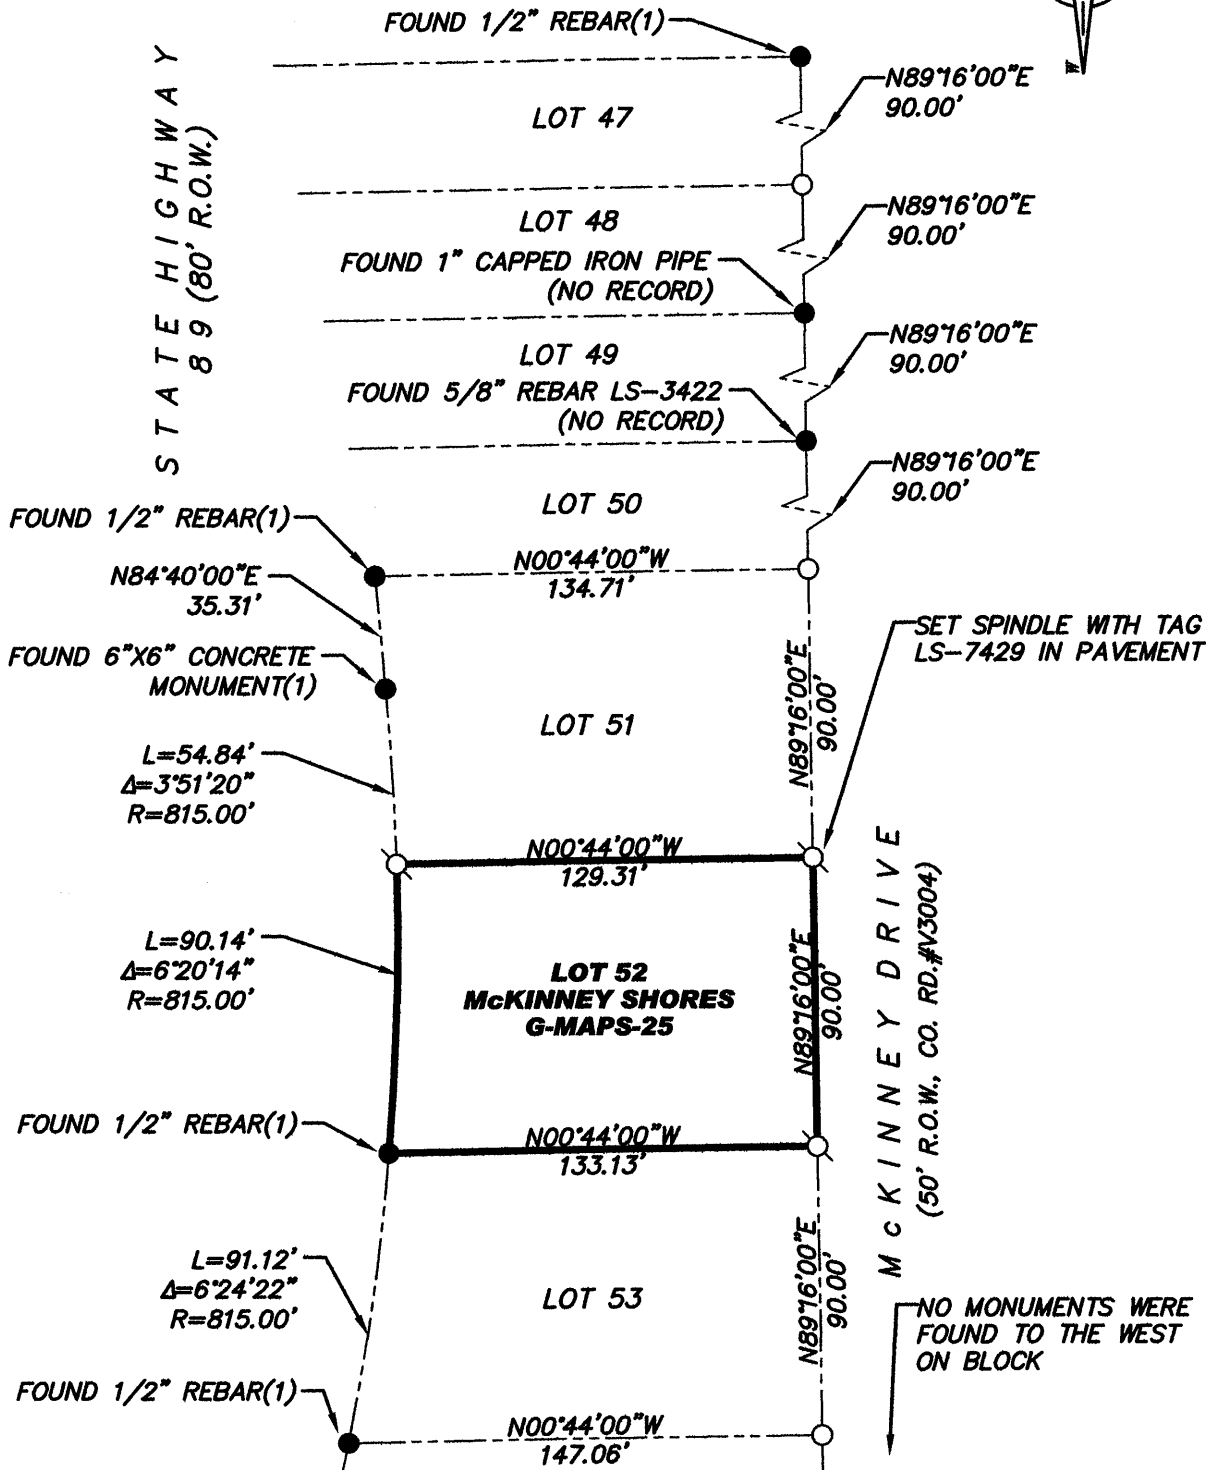 FOUND 1/2" REBAR(1)
W
STATE HIGHWAY
89 (80' R.O.W.)
LOT 47
N89°16'00"E
90.00'
LOT 48
N89°16'00"E
90.00'
FOUND 1" CAPPED IRON PIPE
(NO RECORD)
LOT 49
N89°16'00"E
90.00'
FOUND 5/8" REBAR LS-3422
(NO RECORD)
N89°16'00"E
90.00'
LOT 50
FOUND 1/2" REBAR(1)
N00°44'00"W
134.71'
N84°40'00"E
35.31'
SET SPINDLE WITH TAG
LS-7429 IN PAVEMENT
FOUND 6"X6" CONCRETE
MONUMENT(1)
N89°16'00"E
90.00'
LOT 51
L=54.84'
Δ=3°51'20"
R=815.00'
N00°44'00"W
129.31'
McKINNEY DRIVE
(50' R.O.W., CO. RD.#V3004)
L=90.14'
Δ=6°20'14"
R=815.00'
LOT 52
McKINNEY SHORES
G-MAPS-25
N89°16'00"E
90.00'
FOUND 1/2" REBAR(1)
N00°44'00"W
133.13'
L=91.12'
Δ=6°24'22"
R=815.00'
LOT 53
N89°16'00"E
90.00'
NO MONUMENTS WERE
FOUND TO THE WEST
ON BLOCK
FOUND 1/2" REBAR(1)
N00°44'00"W
147.06'